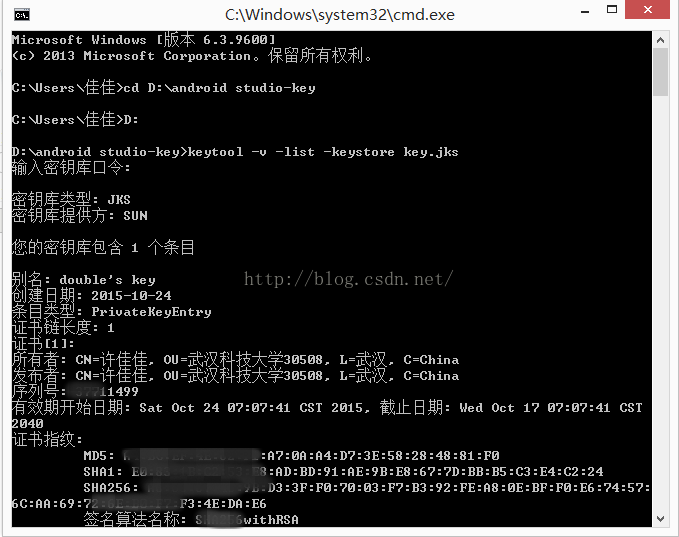 C:\Windows\system32\cmd.exe
Microsoft Windows [版本 6.3.9600]
(c) 2013 Microsoft Corporation。保留所有权利。
C:\Users\佳佳>cd D:\android studio-key
C:\Users\佳佳>D:
D:\android studio-key>keytool -v -list -keystore key.jks
输入密钥库口令:
密钥库类型: JKS
密钥库提供方: SUN
您的密钥库包含 1 个条目
别名: double's key
http://blog.csdn.net/
创建日期: 2015-10-24
条目类型: PrivateKeyEntry
证书链长度: 1
证书[1]:
所有者: CN=许佳佳, OU=武汉科技大学30508, L=武汉, C=China
发布者: CN=许佳佳, OU=武汉科技大学30508, L=武汉, C=China
序列号: 11499
有效期开始日期: Sat Oct 24 07:07:41 CST 2015, 截止日期: Wed Oct 17 07:07:41 CST
2040
证书指纹:
MD5: :A7:0A:A4:D7:3E:58:28:48:81:F0
SHA1: :AD:BD:91:AE:9B:E8:67:7D:BB:B5:C3:E4:C2:24
SHA256: :D3:3F:F0:70:03:F7:B3:92:FE:A8:0E:BF:F0:E6:74:57:
6C:AA:69: :F3:4E:DA:E6
签名算法名称: withRSA